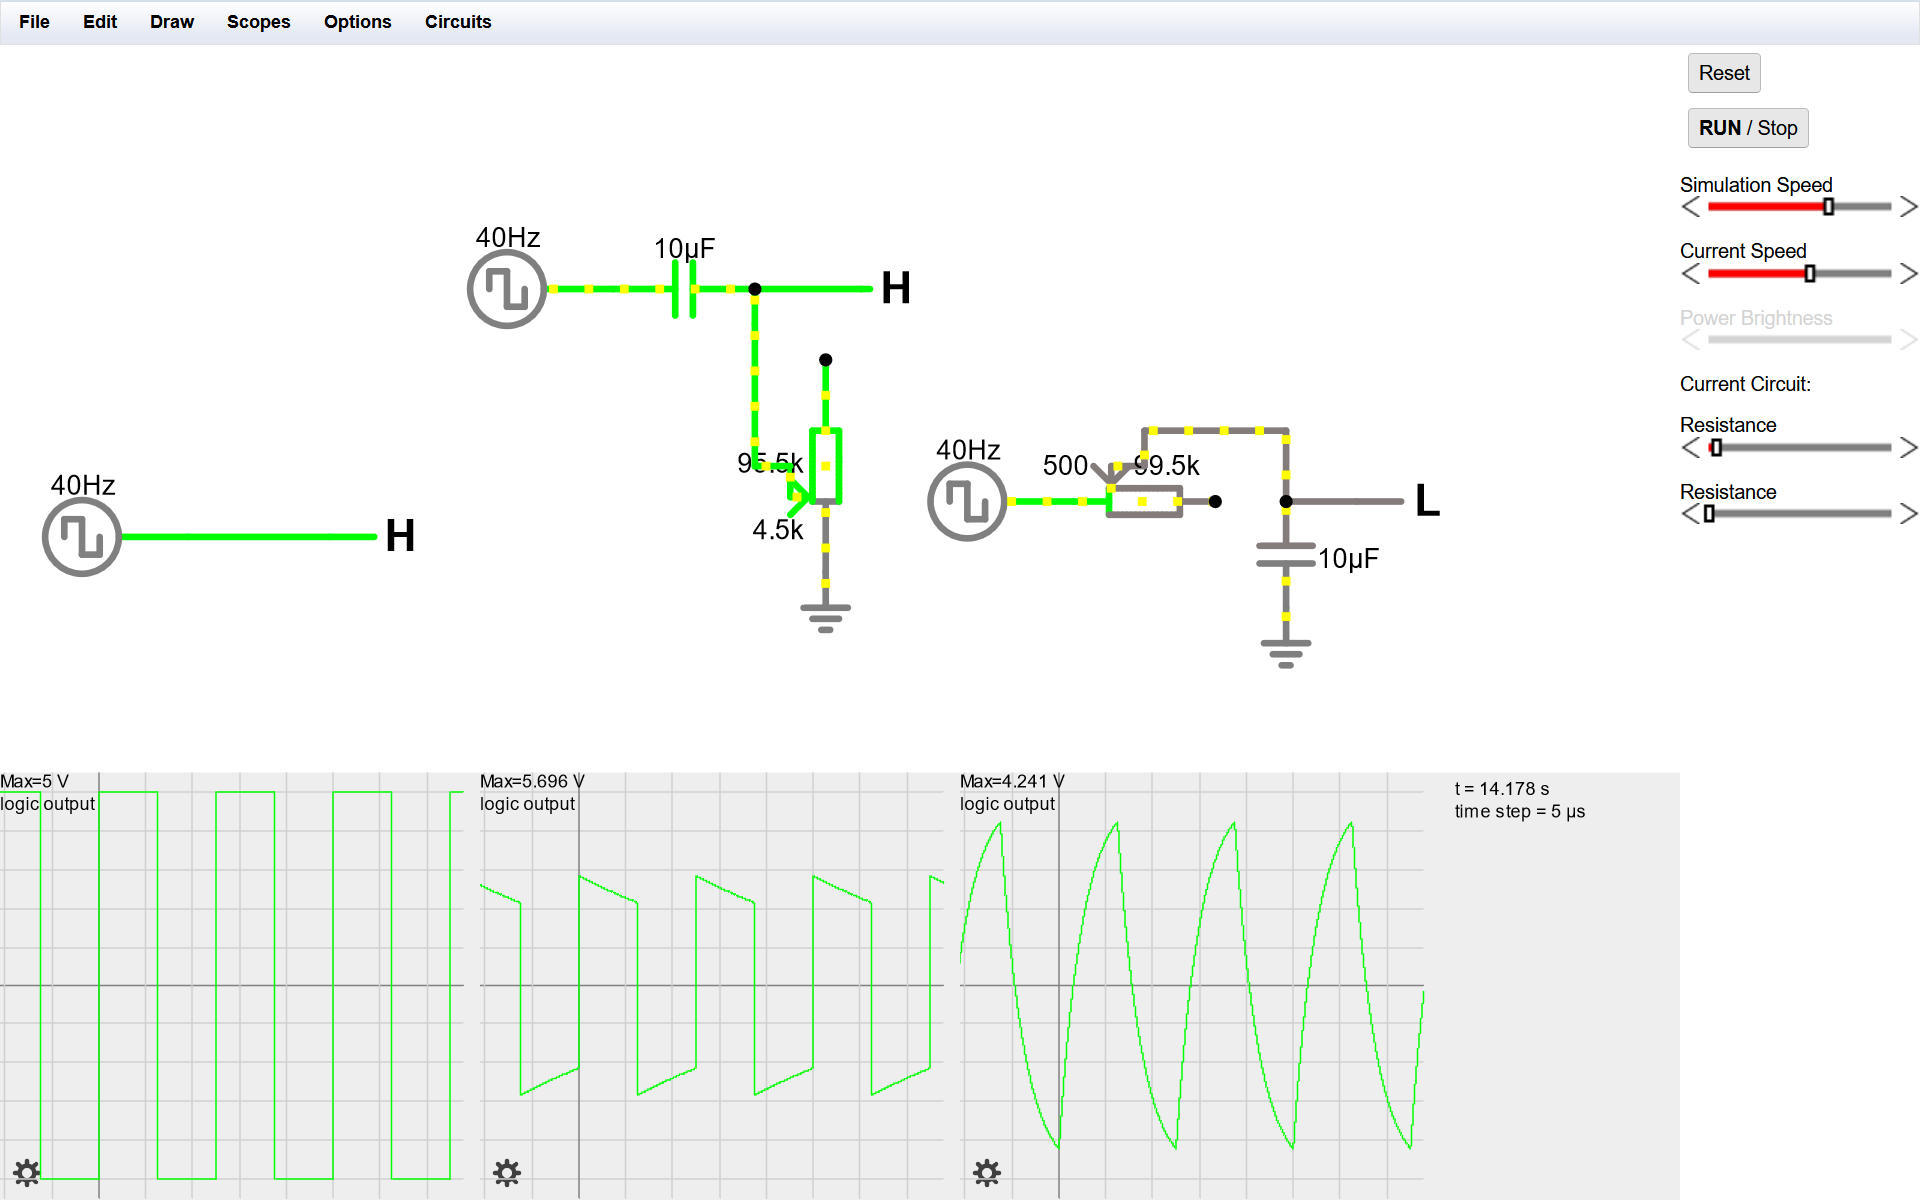 File Edit Draw Scopes Options Circuits
Reset
RUN / Stop
Simulation Speed
Current Speed
Power Brightness
Current Circuit:
Resistance
Resistance
40Hz
10µF
H
95.5k
4.5k
40Hz
500
99.5k
L
10µF
40Hz
H
Max=5 V
logic output
Max=5.696 V
logic output
Max=4.241 V
logic output
t = 14.178 s
time step = 5 µs